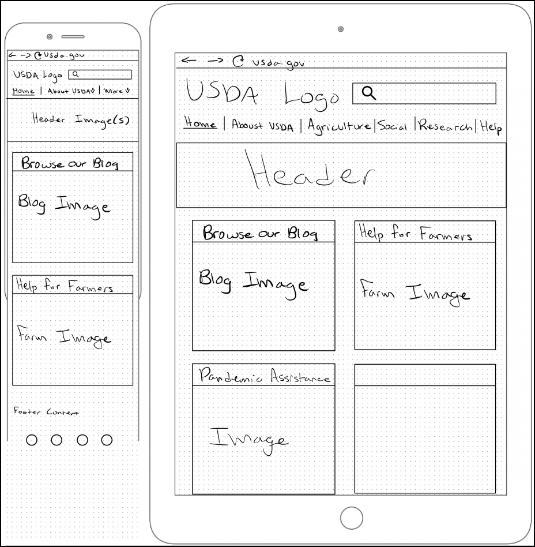 ← → usda.gov
USDA Logo
Home | About USDA | More
Header Image(s)
Browse our Blog
Blog Image
Help for Farmers
Farm Image
Footer Content
← → usda.gov
USDA Logo
Home | Aboust USDA | Agriculture | Social | Research | Help
Header
Browse our Blog
Help for Farmers
Blog Image
Farm Image
Pandemic Assistance
Image